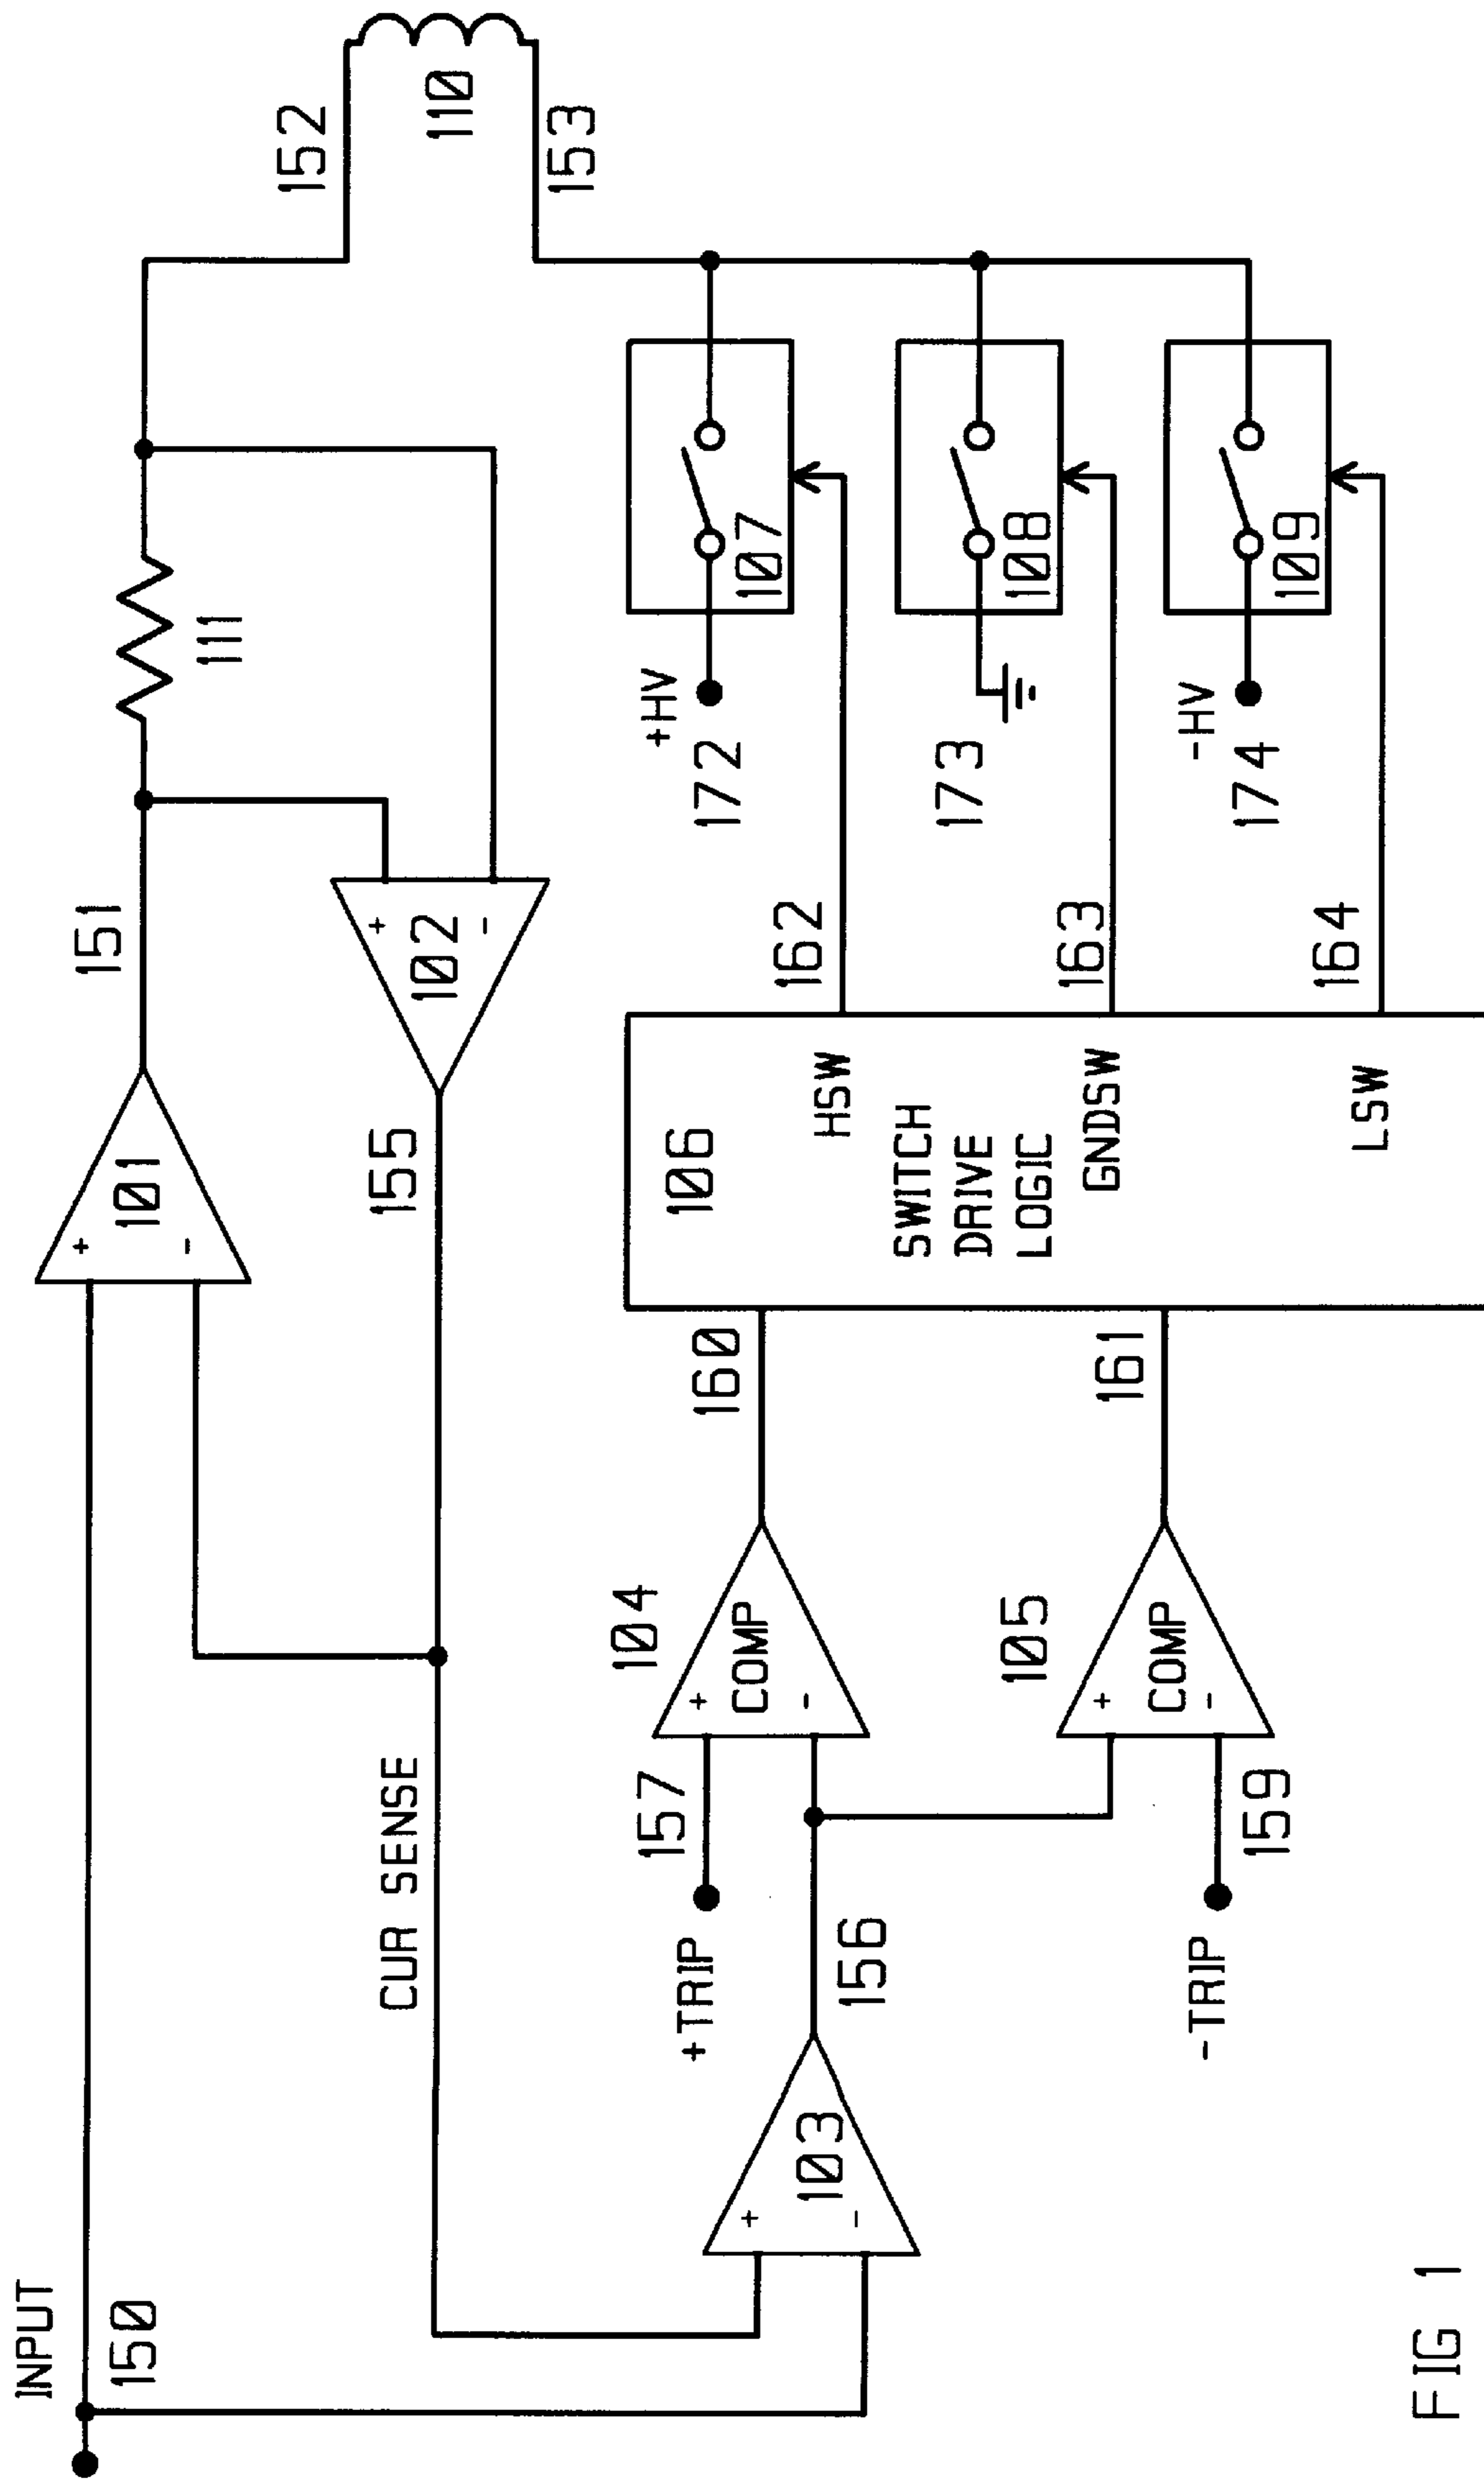 INPUT
150
101
+
-
151
111
152
110
153
155
102
+
-
CUR SENSE
103
+
-
156
+TRIP
157
104
COMP
+
-
160
-TRIP
159
105
COMP
+
-
161
106
SWITCH
DRIVE
LOGIC
HSW
GNDSW
LSW
162
163
164
+HV
172
107
173
108
-HV
174
109
FIG 1